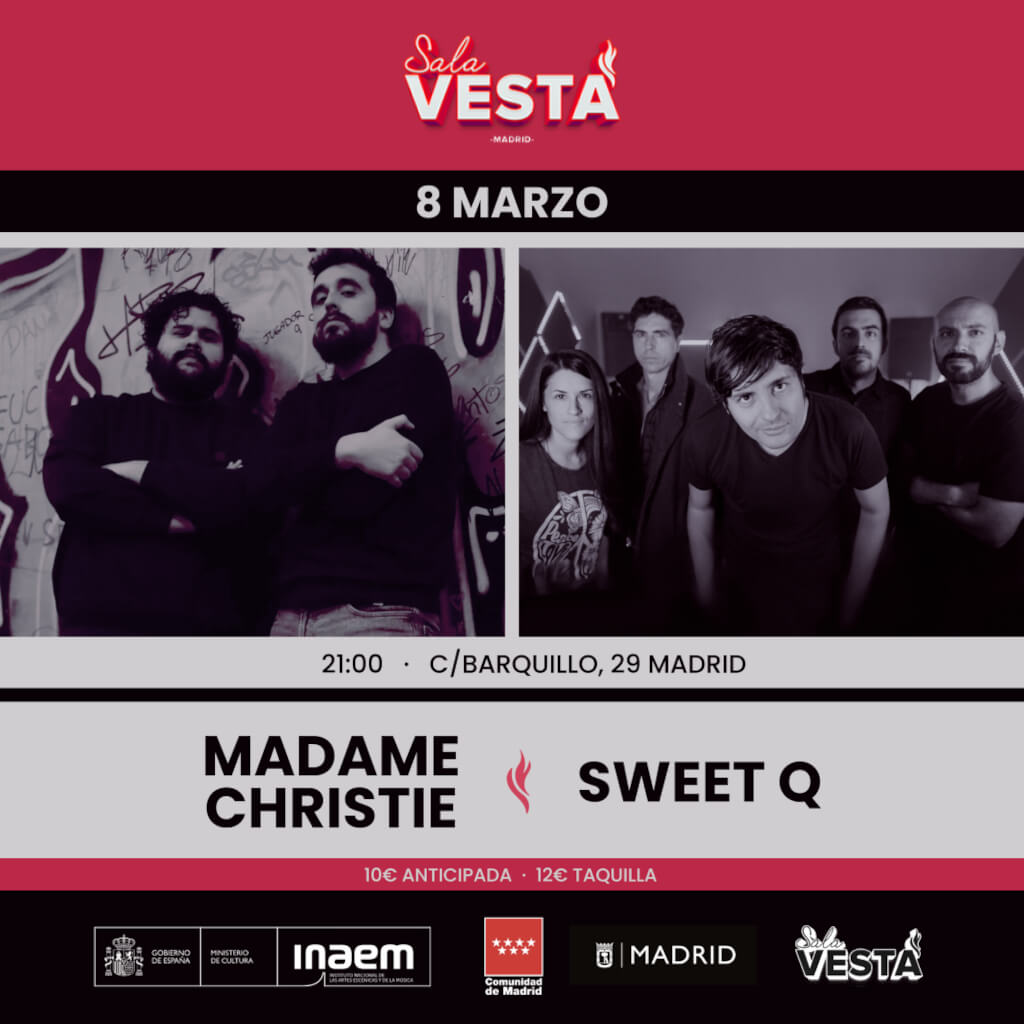 Sala
VESTA
-MADRID-
8 MARZO
JUGADOR
9 C
21:00 · C/BARQUILLO, 29 MADRID
MADAME
CHRISTIE
SWEET Q
10€ ANTICIPADA · 12€ TAQUILLA
GOBIERNO
DE ESPAÑA
MINISTERIO
DE CULTURA
inaem
INSTITUTO NACIONAL DE
LAS ARTES ESCÉNICAS Y DE LA MÚSICA
Comunidad
de Madrid
MADRID
Sala
VESTA